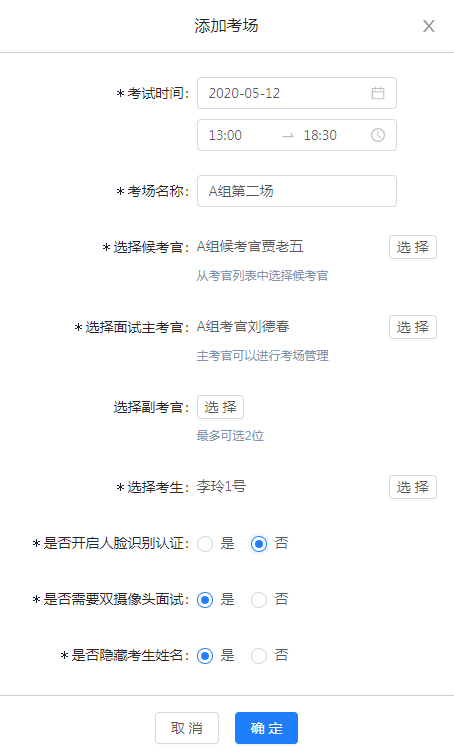 添加考场
* 考试时间: 2020-05-12
13:00 18:30
* 考场名称: A组第二场
* 选择候考官: A组候考官贾老五 选 择
从考官列表中选择候考官
* 选择面试主考官: A组考官刘德春 选 择
主考官可以进行考场管理
选择副考官: 选 择
最多可选2位
* 选择考生: 李玲1号 选 择
* 是否开启人脸识别认证: 是 否
* 是否需要双摄像头面试: 是 否
* 是否隐藏考生姓名: 是 否
取 消 确 定